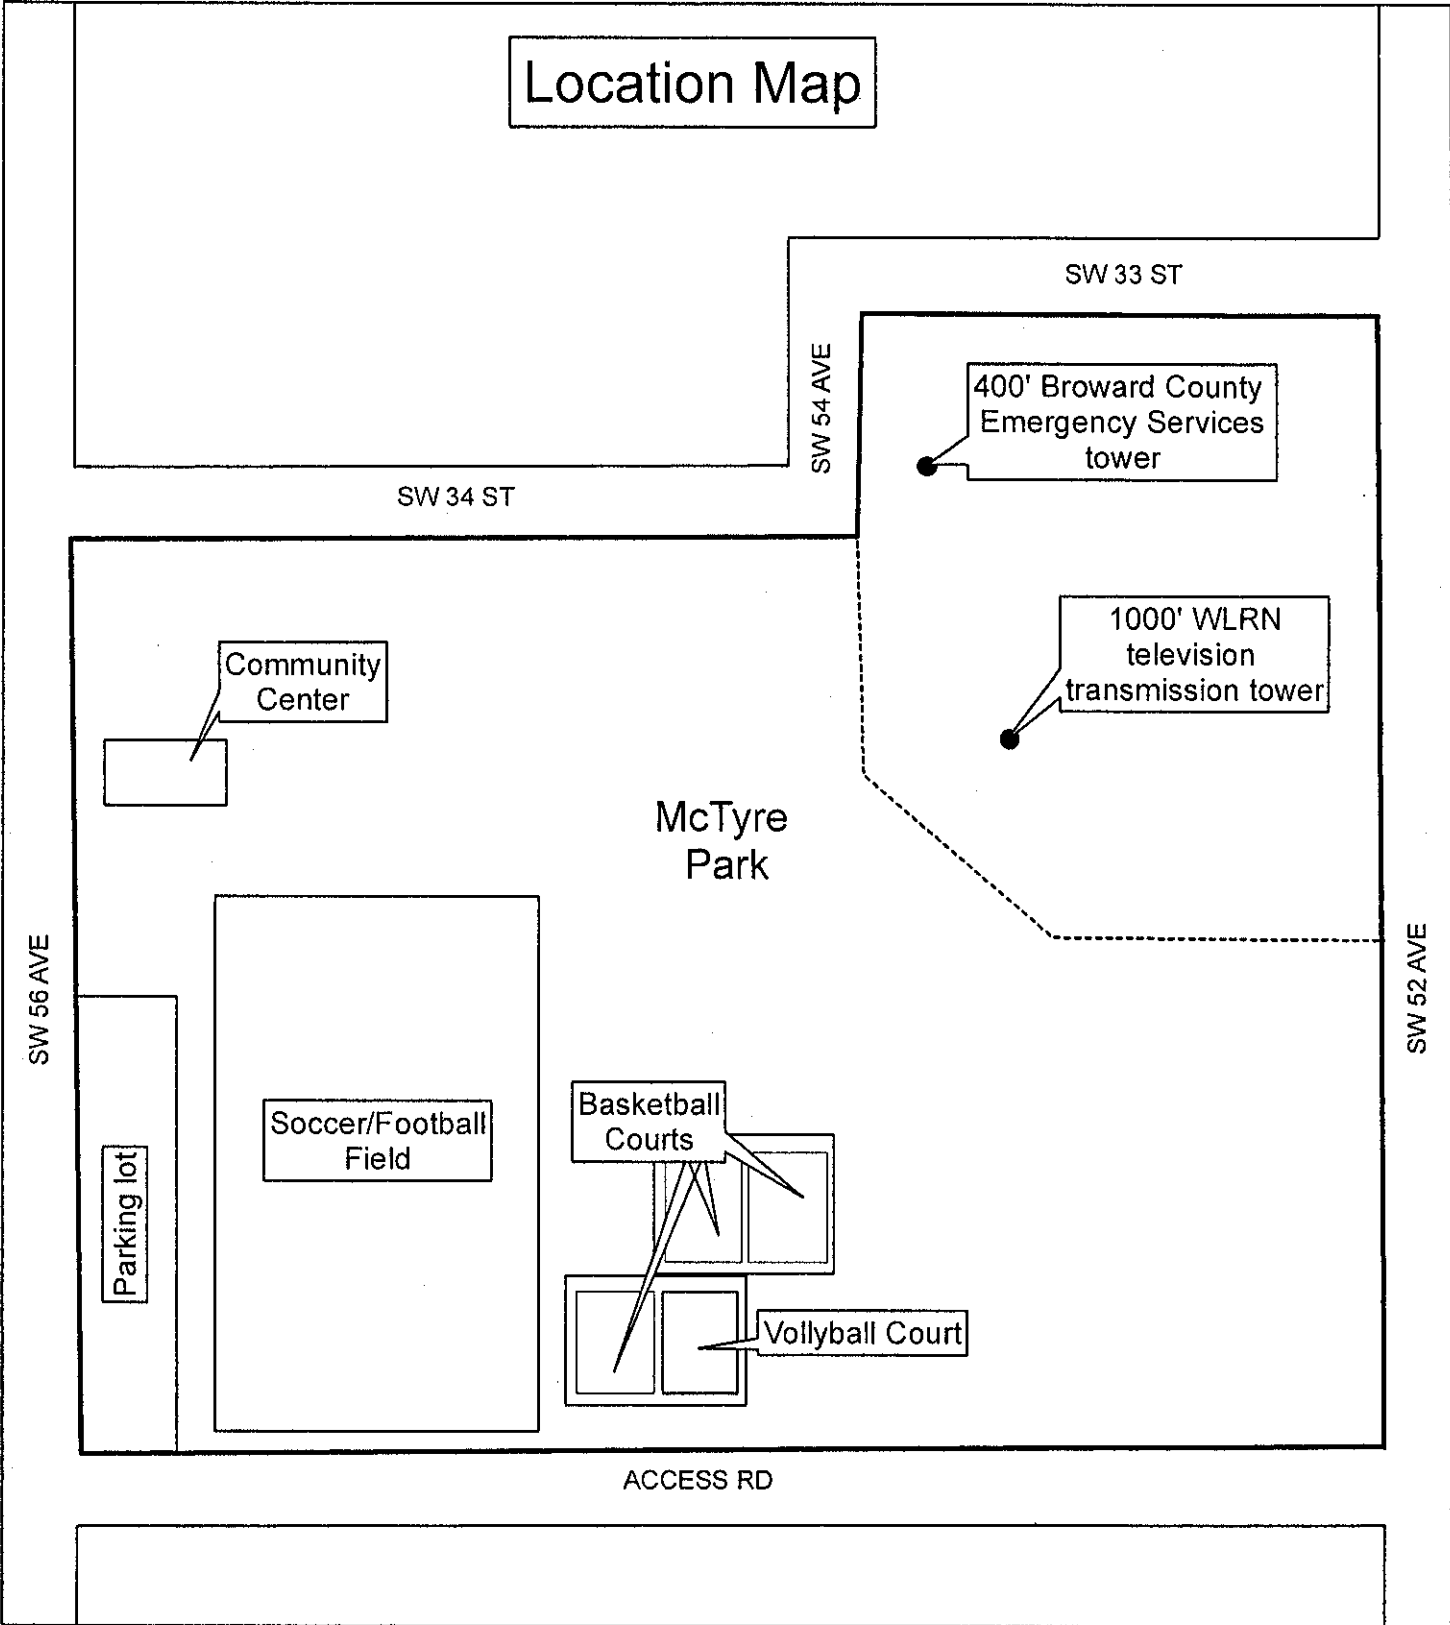 Location Map
SW 33 ST
SW 54 AVE
400' Broward County
Emergency Services
tower
SW 34 ST
1000' WLRN
television
transmission tower
Community
Center
McTyre
Park
SW 56 AVE
SW 52 AVE
Basketball
Courts
Soccer/Football
Field
Parking lot
Vollyball Court
ACCESS RD